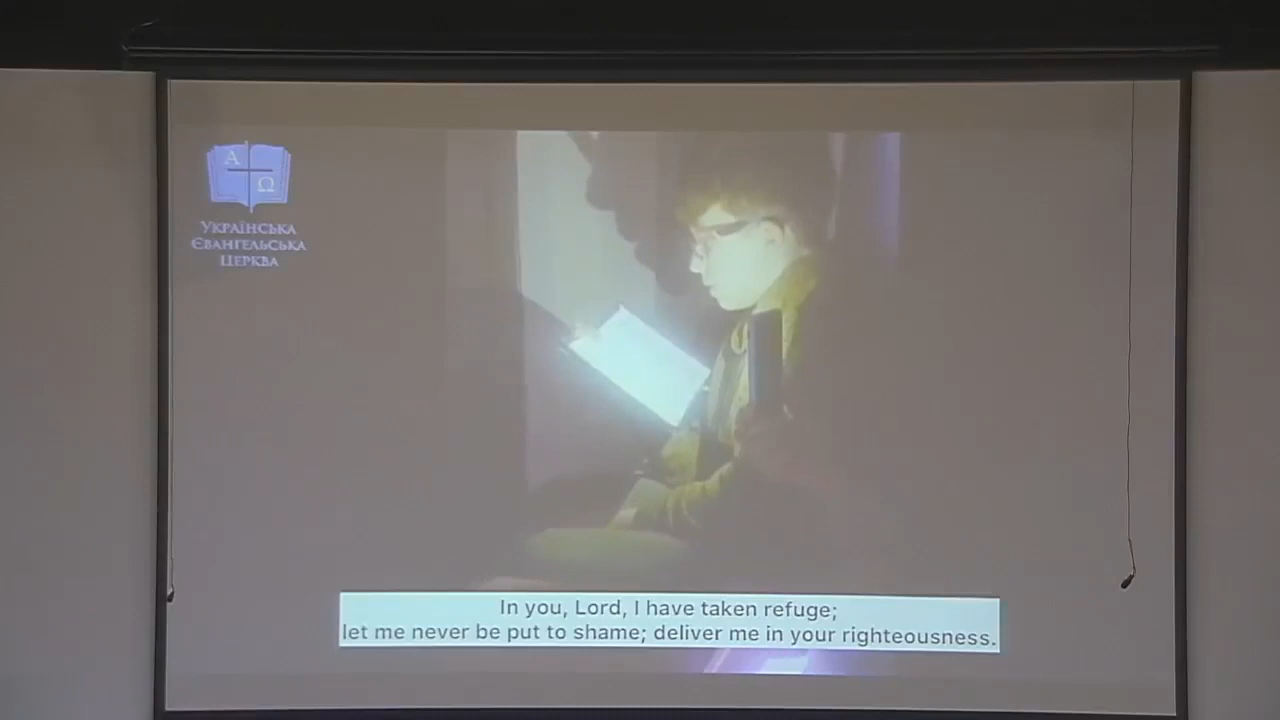 Α
Ω
УКРАЇНСЬКА
ЄВАНГЕЛЬСЬКА
ЦЕРКВА
In you, Lord, I have taken refuge;
let me never be put to shame; deliver me in your righteousness.